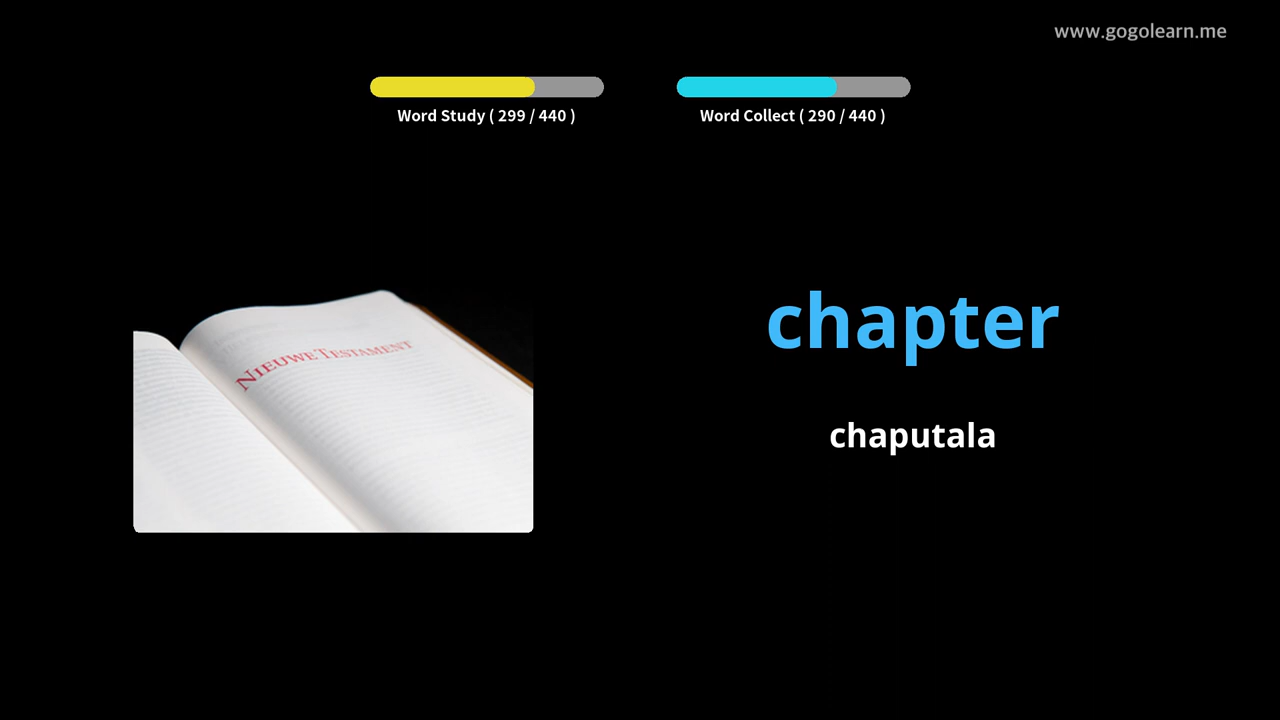 www.gogolearn.me
Word Study ( 299 / 440 )
Word Collect ( 290 / 440 )
NIEUWE TESTAMENT
chapter
chaputala